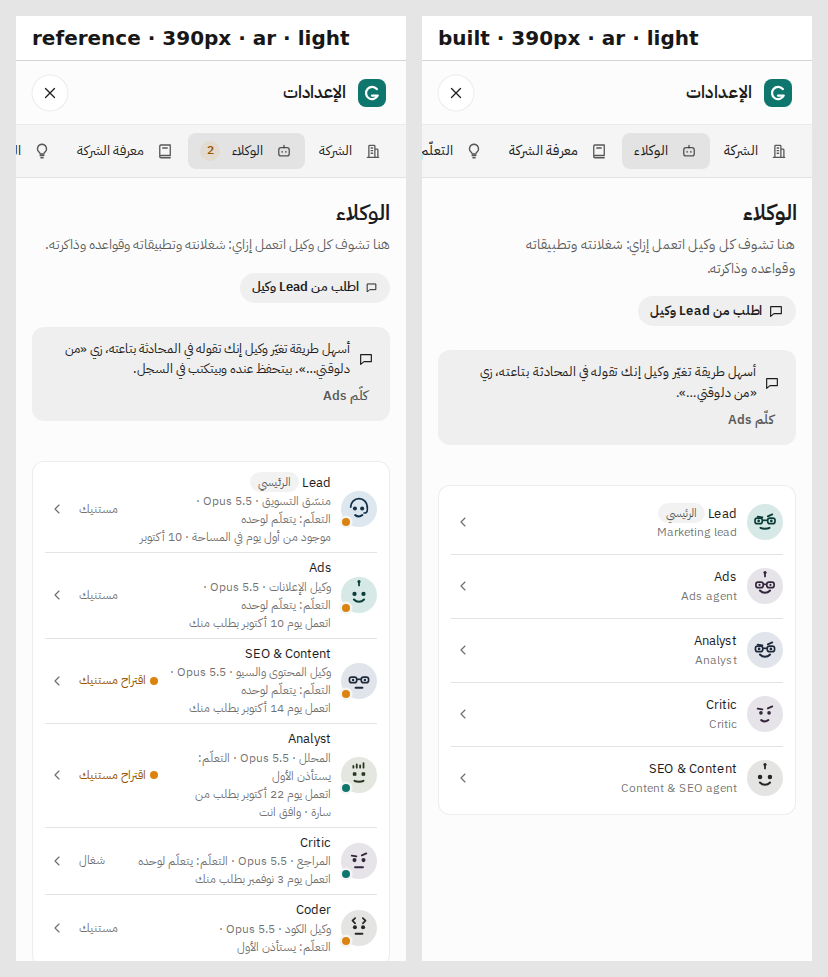 reference · 390px · ar · light
الإعدادات
الشركة
الوكلاء
2
معرفة الشركة
الوكلاء
هنا تشوف كل وكيل اتعمل إزاي: شغلانته وتطبيقاته وقواعده وذاكرته.
اطلب من Lead وكيل
أسهل طريقة تغيّر وكيل إنك تقوله في المحادثة بتاعته، زي «من
دلوقتي...». بيتحفظ عنده وبيتكتب في السجل.
كلّم Ads
Lead الرئيسي
منسّق التسويق · Opus 5.5 ·
التعلّم: يتعلّم لوحده
موجود من أول يوم في المساحة · 10 أكتوبر
مستنيك
Ads
وكيل الإعلانات · Opus 5.5 ·
التعلّم: يتعلّم لوحده
اتعمل يوم 10 أكتوبر بطلب منك
مستنيك
SEO & Content
وكيل المحتوى والسيو · Opus 5.5 ·
التعلّم: يتعلّم لوحده
اتعمل يوم 14 أكتوبر بطلب منك
اقتراح مستنيك
Analyst
المحلل · Opus 5.5 · التعلّم:
يستأذن الأول
اتعمل يوم 22 أكتوبر بطلب من
سارة · وافق انت
اقتراح مستنيك
Critic
المراجع · Opus 5.5 · التعلّم: يتعلّم لوحده
اتعمل يوم 3 نوفمبر بطلب منك
شغال
Coder
وكيل الكود · Opus 5.5 ·
التعلّم: يستأذن الأول
مستنيك
built · 390px · ar · light
الإعدادات
الشركة
الوكلاء
معرفة الشركة
التعلّم
الوكلاء
هنا تشوف كل وكيل اتعمل إزاي: شغلانته وتطبيقاته
وقواعده وذاكرته.
اطلب من Lead وكيل
أسهل طريقة تغيّر وكيل إنك تقوله في المحادثة بتاعته، زي
«من دلوقتي...».
كلّم Ads
Lead الرئيسي
Marketing lead
Ads
Ads agent
Analyst
Analyst
Critic
Critic
SEO & Content
Content & SEO agent